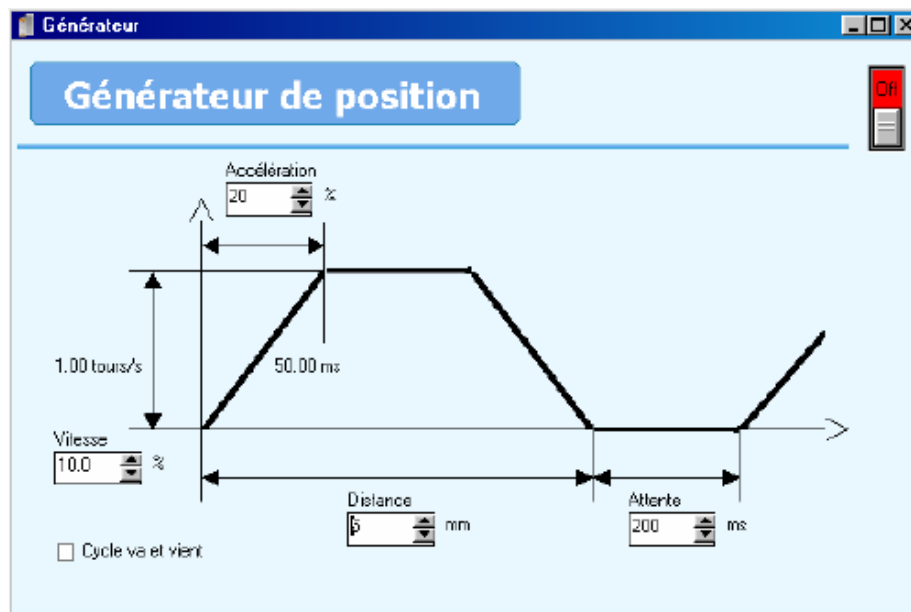 Générateur
Générateur de position
Off
Accélération
20 %
1.00 tours/s
50.00 ms
Vitesse
10.0 %
Distance
5 mm
Attente
200 ms
Cycle va et vient